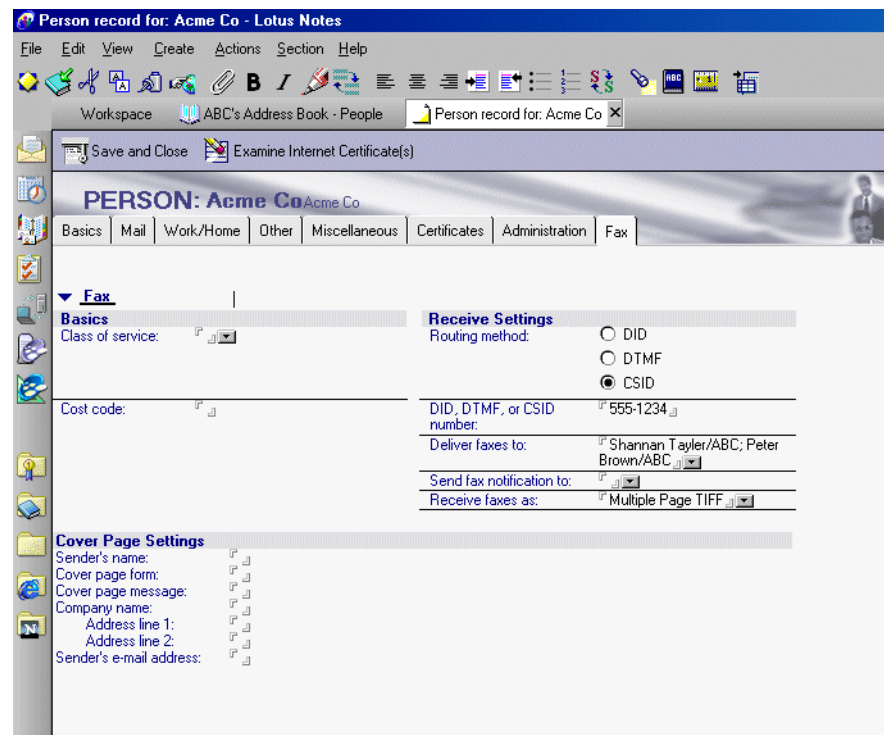 Person record for: Acme Co - Lotus Notes
File Edit View Create Actions Section Help
Workspace ABC's Address Book - People Person record for: Acme Co
Save and Close Examine Internet Certificate(s)
PERSON: Acme Co Acme Co
Basics Mail Work/Home Other Miscellaneous Certificates Administration Fax
Fax
Basics Receive Settings
Class of service: Routing method: DID
DTMF
CSID
Cost code: DID, DTMF, or CSID 555-1234
number:
Deliver faxes to: Shannan Tayler/ABC; Peter
Brown/ABC
Send fax notification to:
Receive faxes as: Multiple Page TIFF
Cover Page Settings
Sender's name:
Cover page form:
Cover page message:
Company name:
Address line 1:
Address line 2:
Sender's e-mail address: